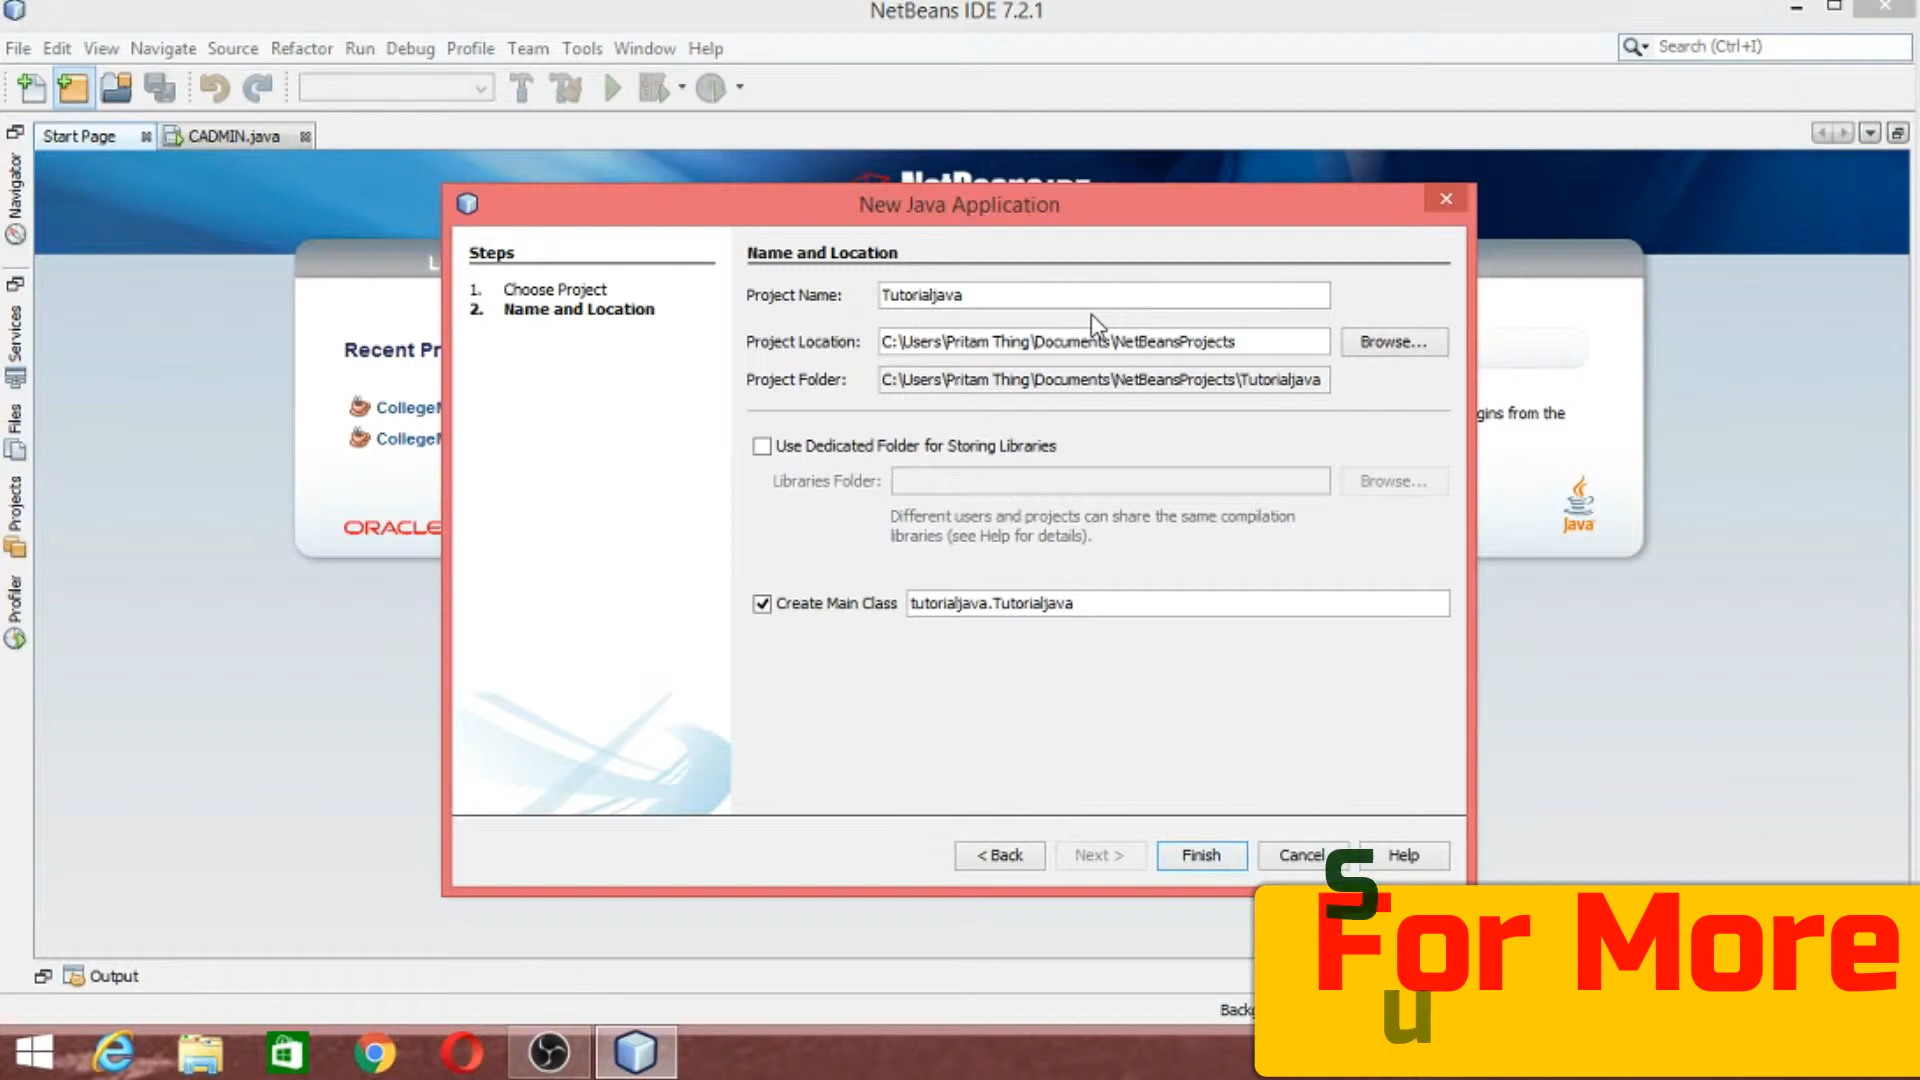 NetBeans IDE 7.2.1
File Edit View Navigate Source Refactor Run Debug Profile Team Tools Window Help
Search (Ctrl+I)
Start Page
CADMIN.java
Navigator
Services
Files
Projects
Profiler
New Java Application
Steps
1. Choose Project
2. Name and Location
Name and Location
Project Name: Tutorialjava
Project Location: C:\Users\Pritam Thing\Documents\NetBeansProjects Browse...
Project Folder: C:\Users\Pritam Thing\Documents\NetBeansProjects\Tutorialjava
Use Dedicated Folder for Storing Libraries
Libraries Folder: Browse...
Different users and projects can share the same compilation
libraries (see Help for details).
Create Main Class tutorialjava.Tutorialjava
< Back Next > Finish Cancel Help
Recent Pr
College
College
ORACLE
gins from the
Java
Output
Backg
S
For More
u